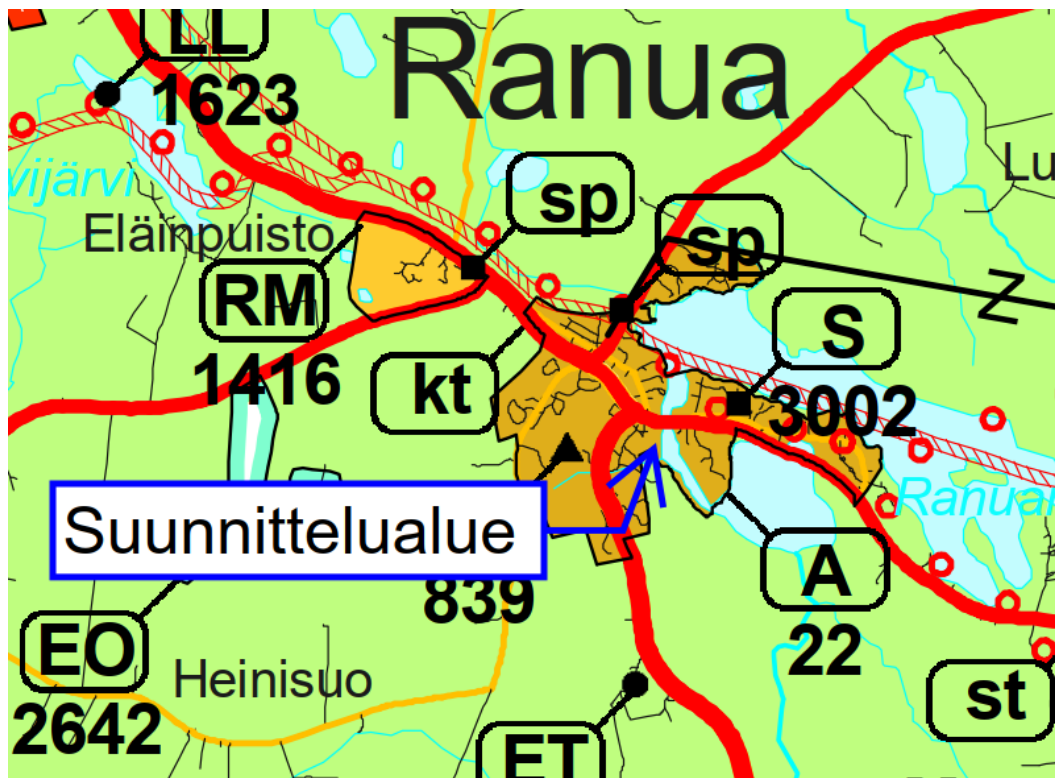 LL
Ranua
1623
vijärvi
sp
Lu
Eläinpuisto
sp
RM
S
Z
1416
kt
3002
Ranuan
Suunnittelualue
A
839
22
EO
Heinisuo
st
2642
ET